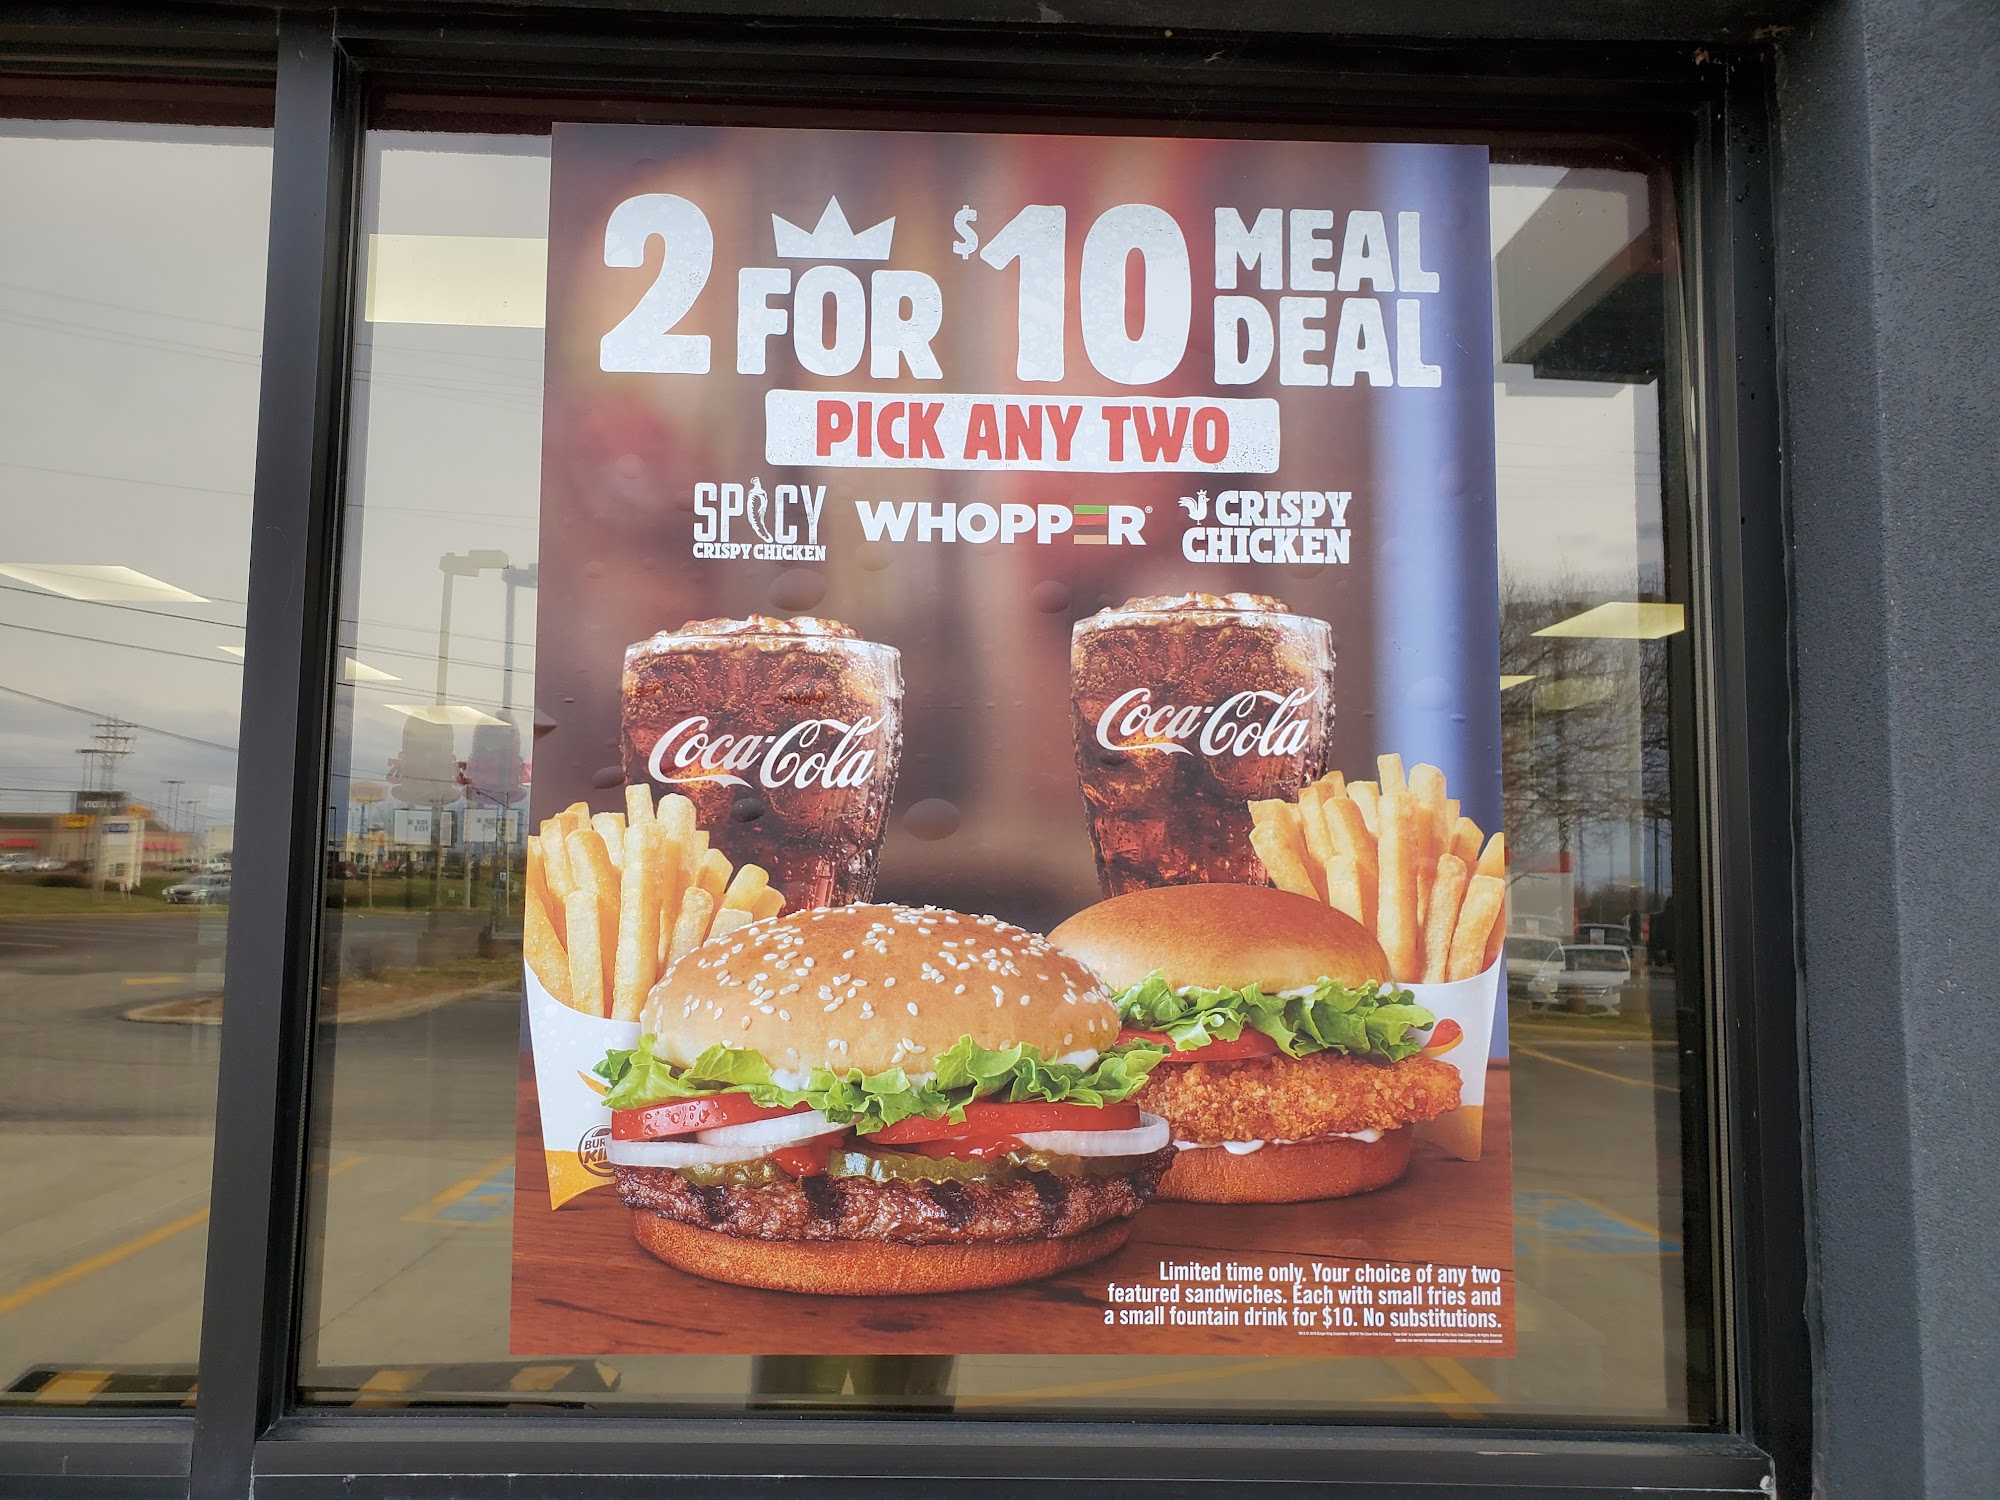 2 FOR $10 MEAL DEAL
PICK ANY TWO
SPICY
CRISPY CHICKEN
WHOPPER®
CRISPY
CHICKEN
Coca-Cola
Coca-Cola
BUR
KI
Limited time only. Your choice of any two
featured sandwiches. Each with small fries and
a small fountain drink for $10. No substitutions.